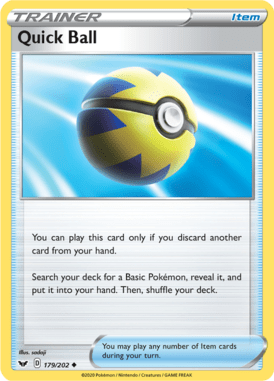 TRAINER Item
Quick Ball
You can play this card only if you discard another
card from your hand.
Search your deck for a Basic Pokémon, reveal it, and
put it into your hand. Then, shuffle your deck.
Illus. sadaji
D 179/202
You may play any number of Item cards
during your turn.
©2020 Pokémon / Nintendo / Creatures / GAME FREAK